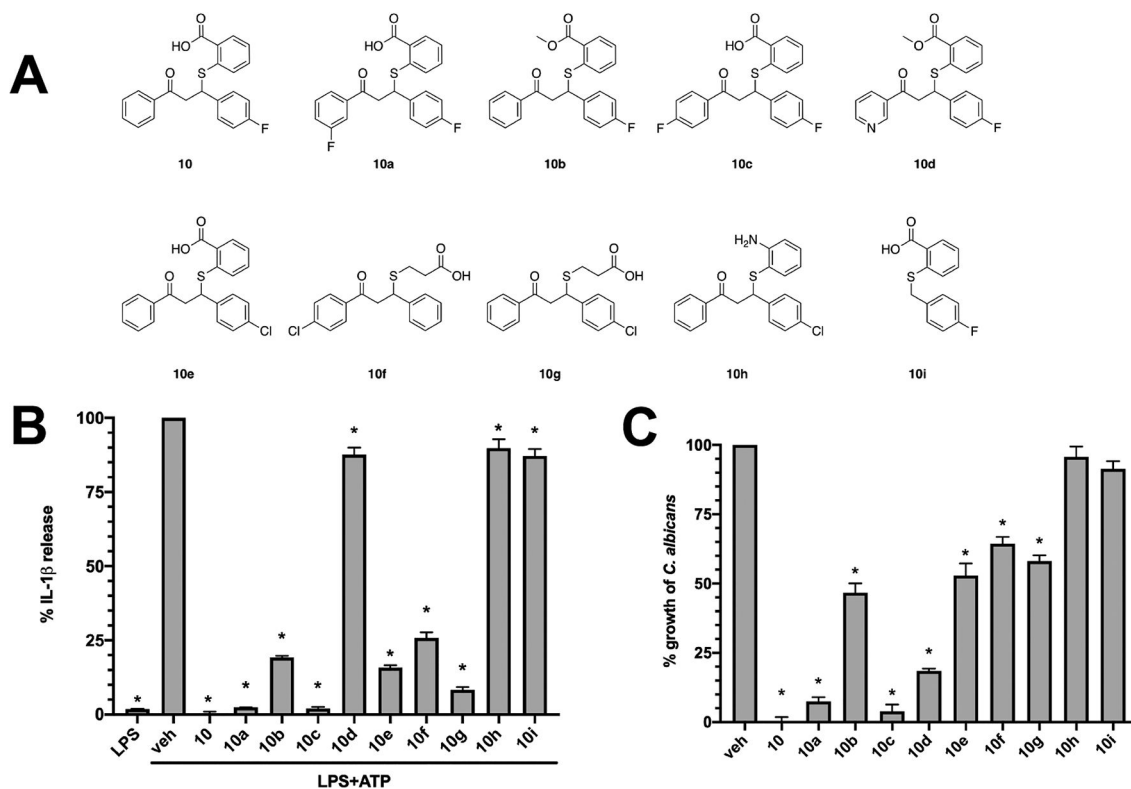 A
HO O S O F
10
HO O S O F F
10a
O O S O F
10b
HO O S O F F
10c
O O S O N F
10d
HO O S O Cl
10e
O S OH O Cl
10f
O S OH O Cl
10g
H2N S O Cl
10h
HO O S F
10i
B
% IL-1β release
100
75
50
25
0
* * * * * * * * * * *
LPS veh 10 10a 10b 10c 10d 10e 10f 10g 10h 10i
LPS+ATP
C
% growth of C. albicans
100
75
50
25
0
* * * * * * * *
veh 10 10a 10b 10c 10d 10e 10f 10g 10h 10i